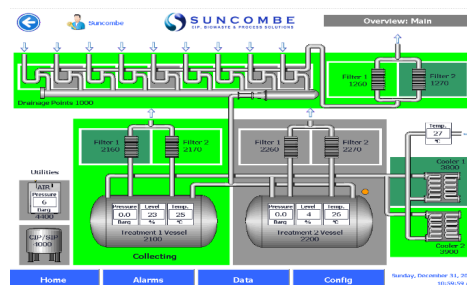 Suncombe
SUNCOMBE
CIP, BIOWASTE & PROCESS SOLUTIONS
Overview: Main
Filter 1
1260
Filter 2
1270
Drainage Points 1000
Temp.
27
°C
Filter 1
2160
Filter 2
2170
Filter 1
2260
Filter 2
2270
Cooler 1
3800
Utilities
AIR
Pressure
6
Barg
4400
Pressure Level Temp.
0.0 23 25
Barg % °C
Treatment 1 Vessel
2100
Pressure Level Temp.
0.0 4 26
Barg % °C
Treatment 2 Vessel
2200
CIP/SIP
4000
Collecting
Cooler 2
3900
Home
Alarms
Data
Config
Sunday, December 31, 20
10:59:59